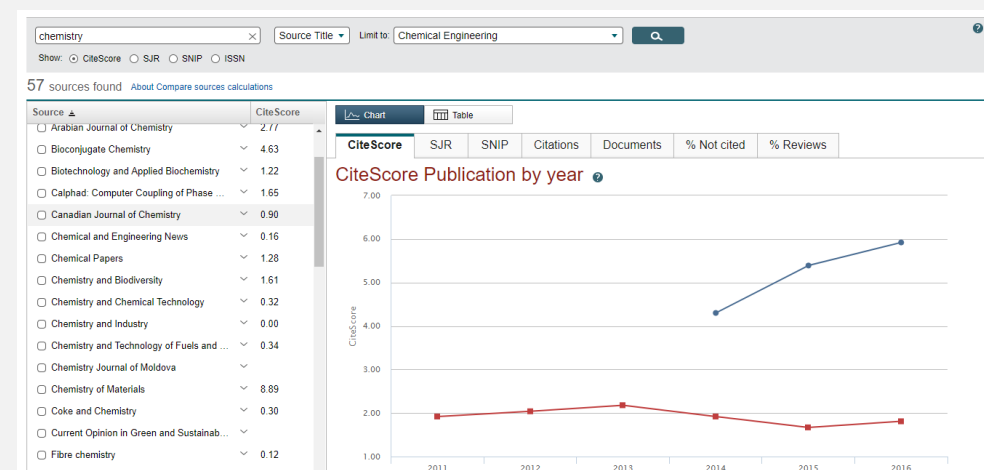 chemistry × Source Title Limit to: Chemical Engineering
Show: CiteScore SJR SNIP ISSN
57 sources found About Compare sources calculations
Source CiteScore
Arabian Journal of Chemistry 2.77
Bioconjugate Chemistry 4.63
Biotechnology and Applied Biochemistry 1.22
Calphad: Computer Coupling of Phase ... 1.65
Canadian Journal of Chemistry 0.90
Chemical and Engineering News 0.16
Chemical Papers 1.28
Chemistry and Biodiversity 1.61
Chemistry and Chemical Technology 0.32
Chemistry and Industry 0.00
Chemistry and Technology of Fuels and ... 0.34
Chemistry Journal of Moldova
Chemistry of Materials 8.89
Coke and Chemistry 0.30
Current Opinion in Green and Sustainab...
Fibre chemistry 0.12
Chart Table
CiteScore SJR SNIP Citations Documents % Not cited % Reviews
CiteScore Publication by year ?
7.00
6.00
5.00
4.00
3.00
2.00
1.00
CiteScore
2011 2012 2013 2014 2015 2016